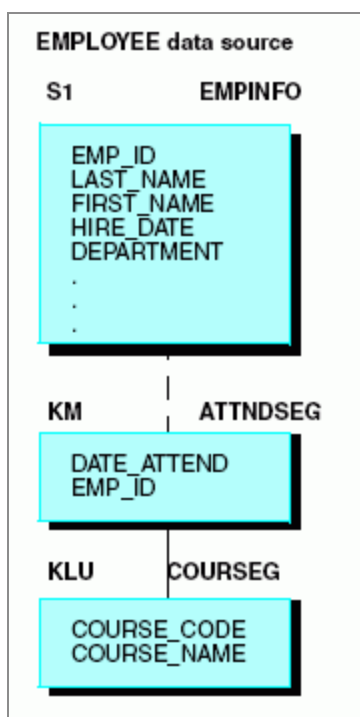 EMPLOYEE data source
S1 EMPINFO
EMP_ID
LAST_NAME
FIRST_NAME
HIRE_DATE
DEPARTMENT
.
.
.
KM ATTNDSEG
DATE_ATTEND
EMP_ID
KLU COURSEG
COURSE_CODE
COURSE_NAME